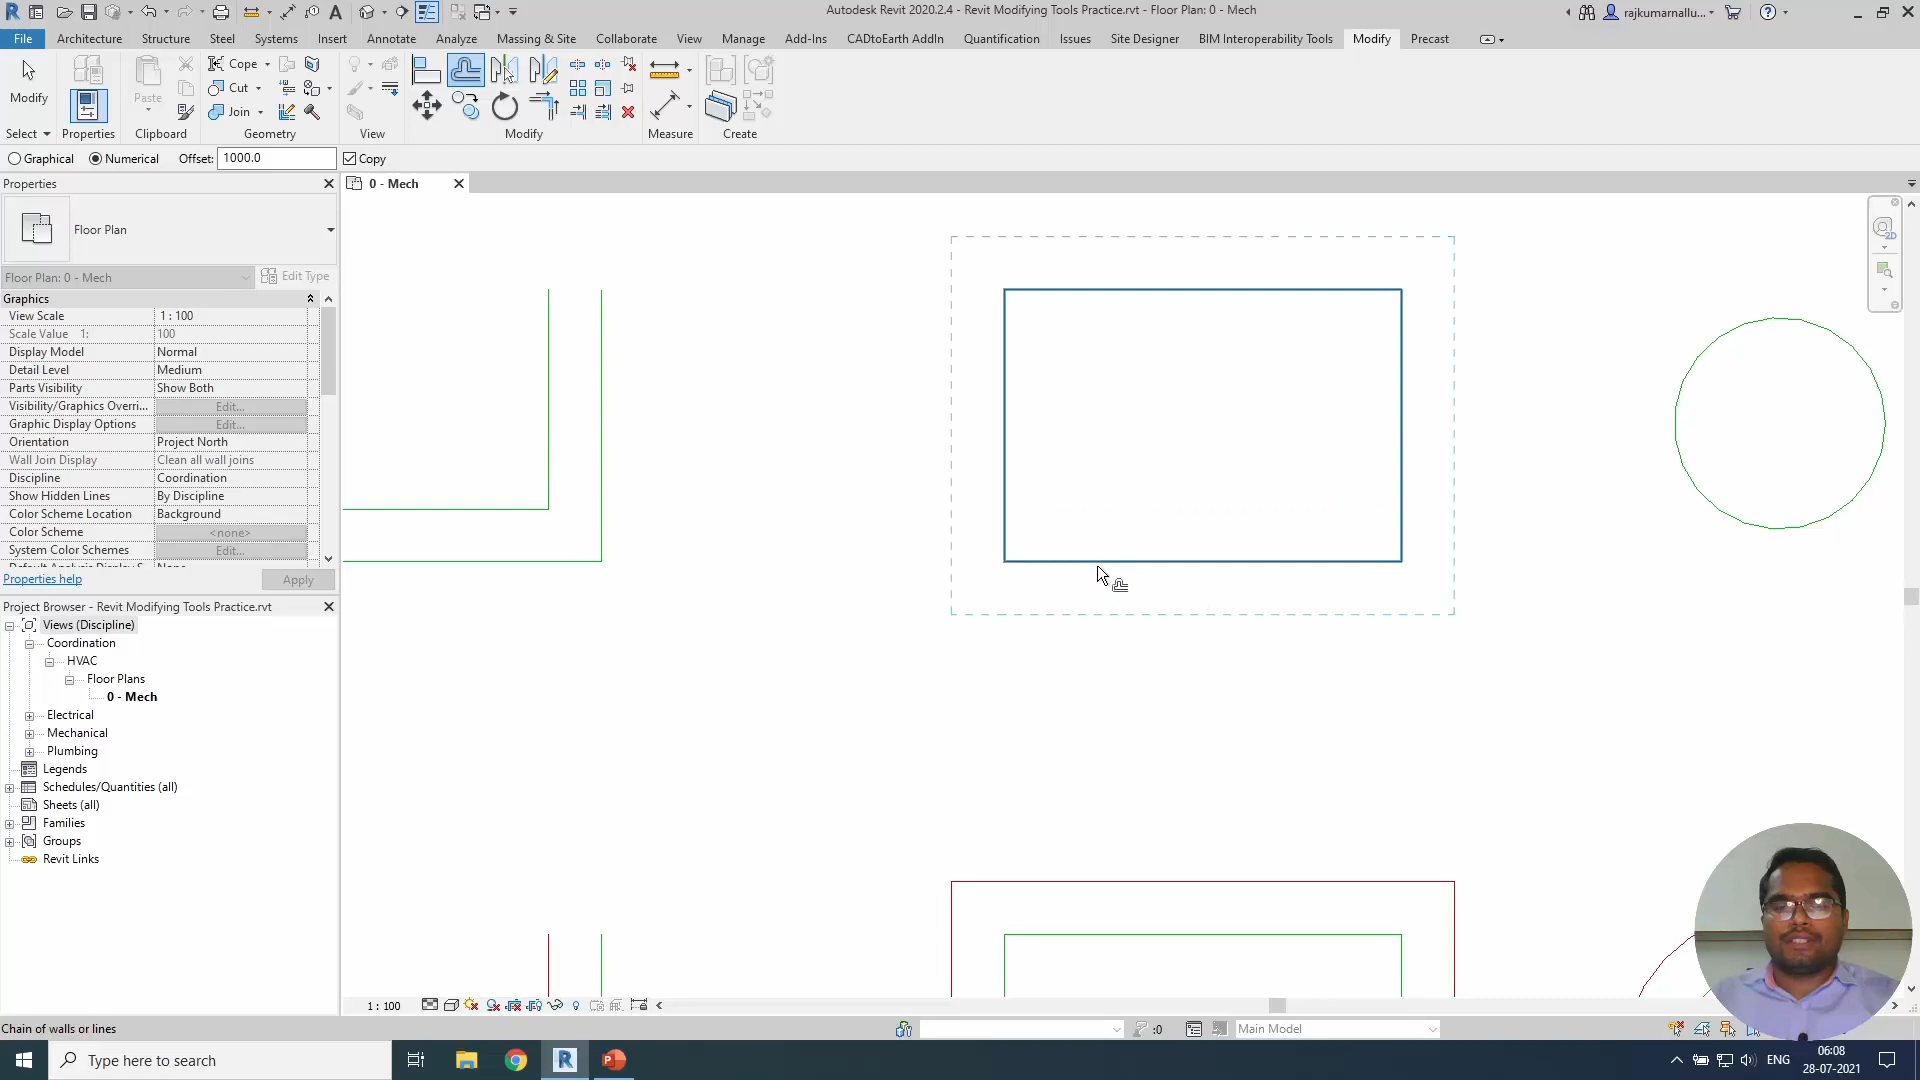 Autodesk Revit 2020.2.4 - Revit Modifying Tools Practice.rvt - Floor Plan: 0 - Mech
rajkumarnallu...
File Architecture Structure Steel Systems Insert Annotate Analyze Massing & Site Collaborate View Manage Add-Ins CADtoEarth AddIn Quantification Issues Site Designer BIM Interoperability Tools Modify Precast
Cope
Cut
Join
Modify
Paste
Select Properties Clipboard Geometry View Modify Measure Create
Graphical Numerical Offset: 1000.0 Copy
Properties
0 - Mech
Floor Plan
Floor Plan: 0 - Mech Edit Type
Graphics
View Scale 1 : 100
Scale Value 1: 100
Display Model Normal
Detail Level Medium
Parts Visibility Show Both
Visibility/Graphics Overri... Edit...
Graphic Display Options Edit...
Orientation Project North
Wall Join Display Clean all wall joins
Discipline Coordination
Show Hidden Lines By Discipline
Color Scheme Location Background
Color Scheme <none>
System Color Schemes Edit...
Properties help Apply
Project Browser - Revit Modifying Tools Practice.rvt
Views (Discipline)
Coordination
HVAC
Floor Plans
0 - Mech
Electrical
Mechanical
Plumbing
Legends
Schedules/Quantities (all)
Sheets (all)
Families
Groups
Revit Links
1 : 100
Chain of walls or lines
:0
Main Model
Type here to search
ENG
06:08
28-07-2021